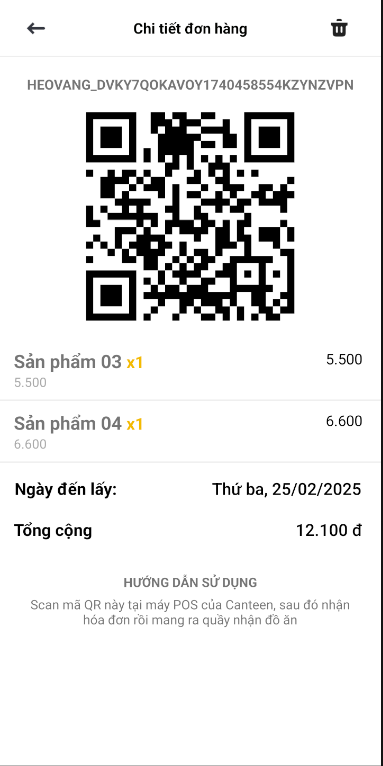 Chi tiết đơn hàng
HEOVANG_DVKY7QOKAVOY1740458554KZYNZVPN
Sản phẩm 03 x1 5.500
5.500
Sản phẩm 04 x1 6.600
6.600
Ngày đến lấy: Thứ ba, 25/02/2025
Tổng cộng 12.100 đ
HƯỚNG DẪN SỬ DỤNG
Scan mã QR này tại máy POS của Canteen, sau đó nhận
hóa đơn rồi mang ra quầy nhận đồ ăn